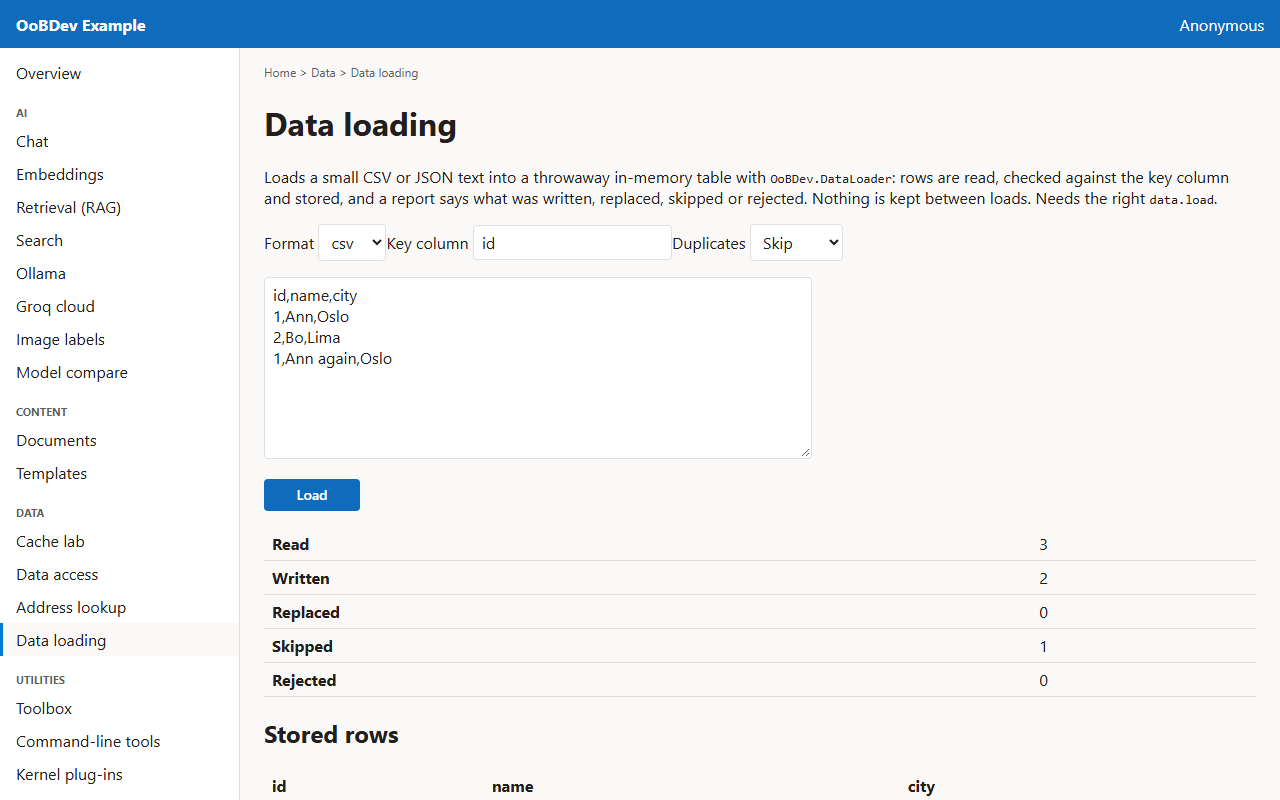 OoBDev Example
Anonymous
Overview
AI
Chat
Embeddings
Retrieval (RAG)
Search
Ollama
Groq cloud
Image labels
Model compare
CONTENT
Documents
Templates
DATA
Cache lab
Data access
Address lookup
Data loading
UTILITIES
Toolbox
Command-line tools
Kernel plug-ins
Home > Data > Data loading
Data loading
Loads a small CSV or JSON text into a throwaway in-memory table with OoBDev.DataLoader: rows are read, checked against the key column
and stored, and a report says what was written, replaced, skipped or rejected. Nothing is kept between loads. Needs the right data.load.
Format csv Key column id Duplicates Skip
id,name,city
1,Ann,Oslo
2,Bo,Lima
1,Ann again,Oslo
Load
Read 3
Written 2
Replaced 0
Skipped 1
Rejected 0
Stored rows
id name city